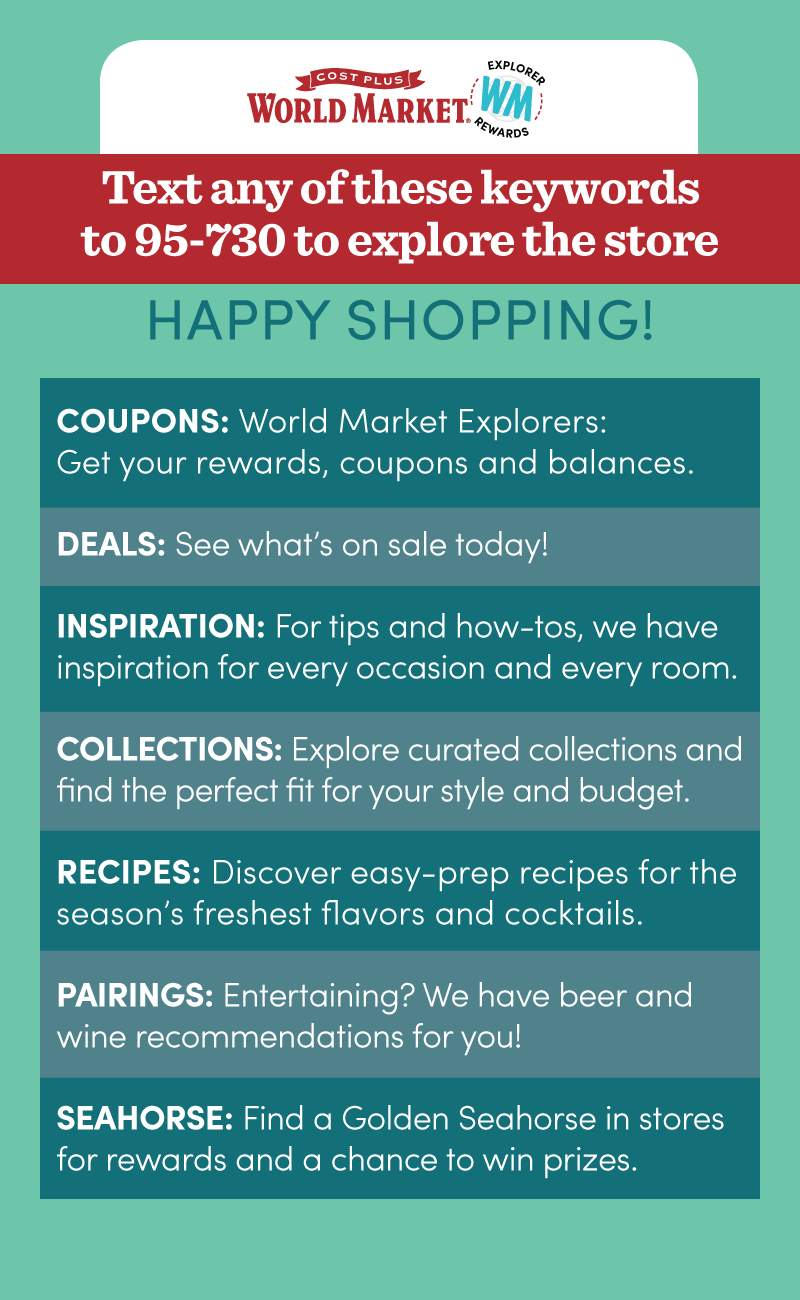 COST PLUS
WORLD MARKET®
EXPLORER
WM
REWARDS
Text any of these keywords
to 95-730 to explore the store
HAPPY SHOPPING!
COUPONS: World Market Explorers:
Get your rewards, coupons and balances.
DEALS: See what's on sale today!
INSPIRATION: For tips and how-tos, we have
inspiration for every occasion and every room.
COLLECTIONS: Explore curated collections and
find the perfect fit for your style and budget.
RECIPES: Discover easy-prep recipes for the
season's freshest flavors and cocktails.
PAIRINGS: Entertaining? We have beer and
wine recommendations for you!
SEAHORSE: Find a Golden Seahorse in stores
for rewards and a chance to win prizes.